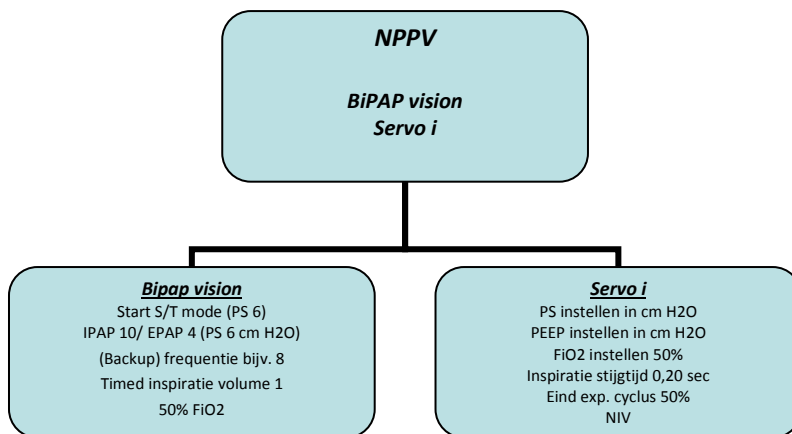 NPPV
BiPAP vision
Servo i
Bipap vision
Start S/T mode (PS 6)
IPAP 10/ EPAP 4 (PS 6 cm H2O)
(Backup) frequentie bijv. 8
Timed inspiratie volume 1
50% FiO2
Servo i
PS instellen in cm H2O
PEEP instellen in cm H2O
FiO2 instellen 50%
Inspiratie stijgtijd 0,20 sec
Eind exp. cyclus 50%
NIV